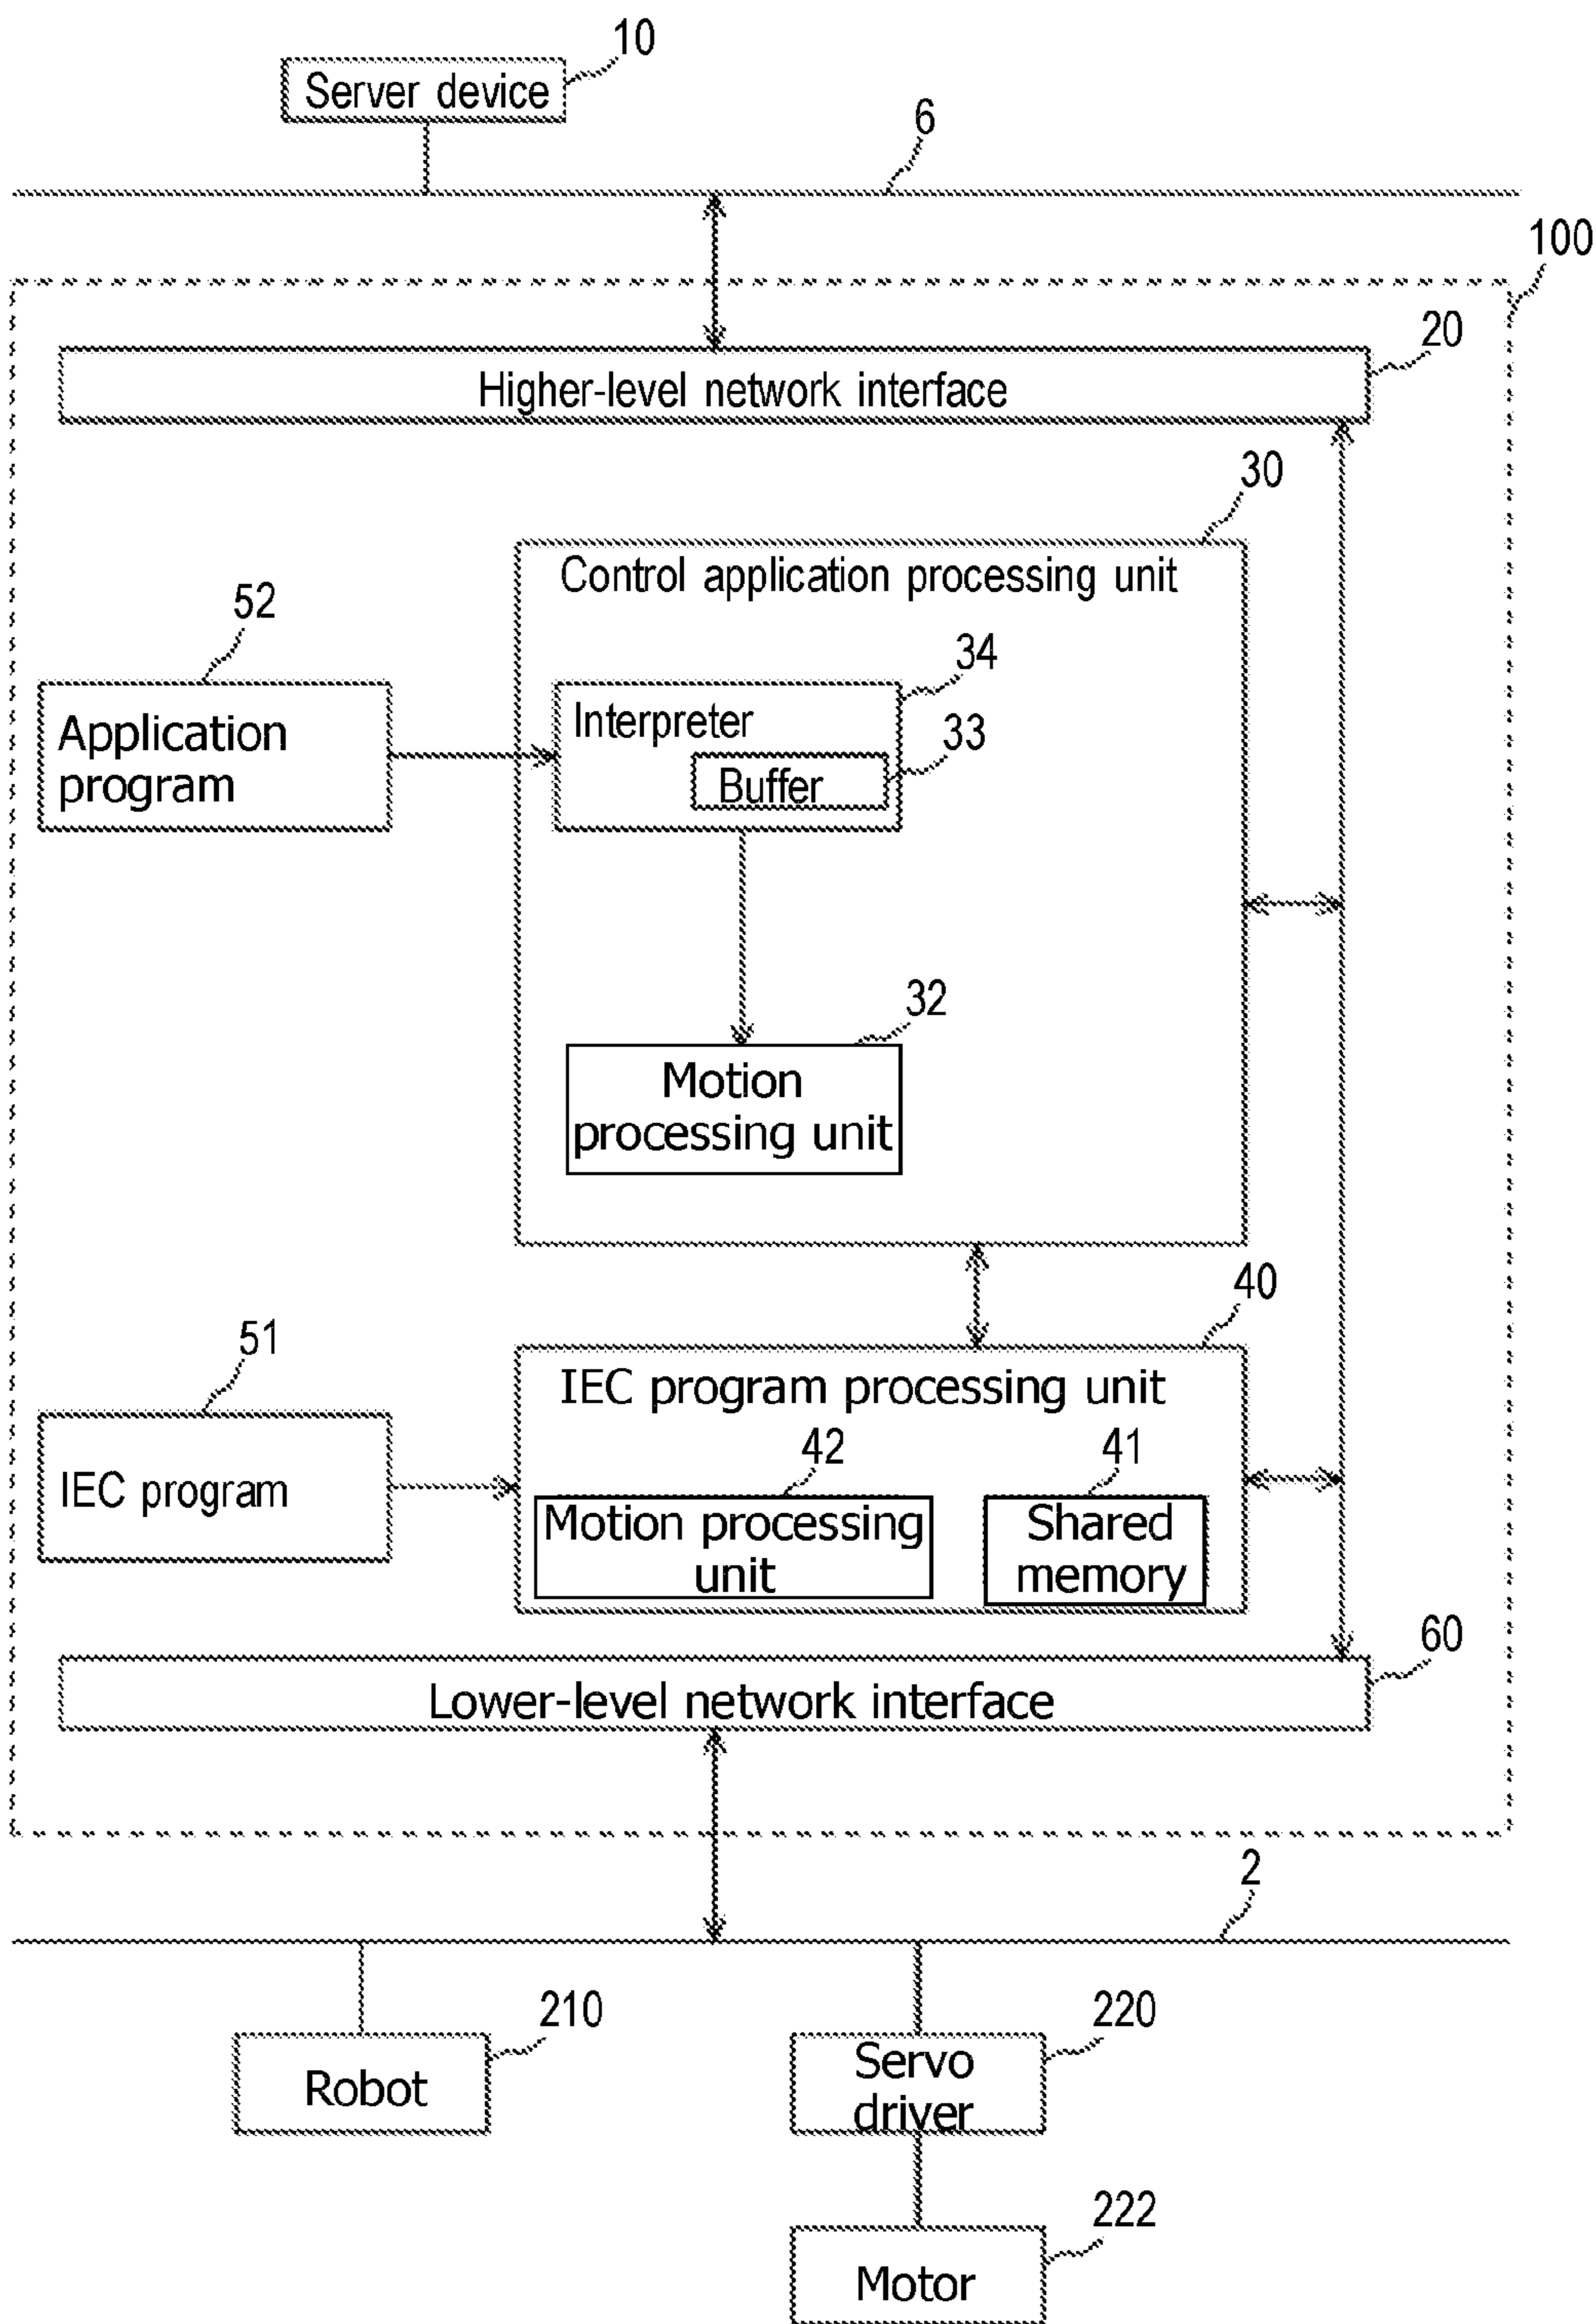 10
Server device
6
100
20
Higher-level network interface
30
Control application processing unit
52
34
Application
program
Interpreter
33
Buffer
32
Motion
processing unit
40
51
IEC program processing unit
42
41
IEC program
Motion processing
unit
Shared
memory
60
Lower-level network interface
2
210
220
Robot
Servo
driver
222
Motor